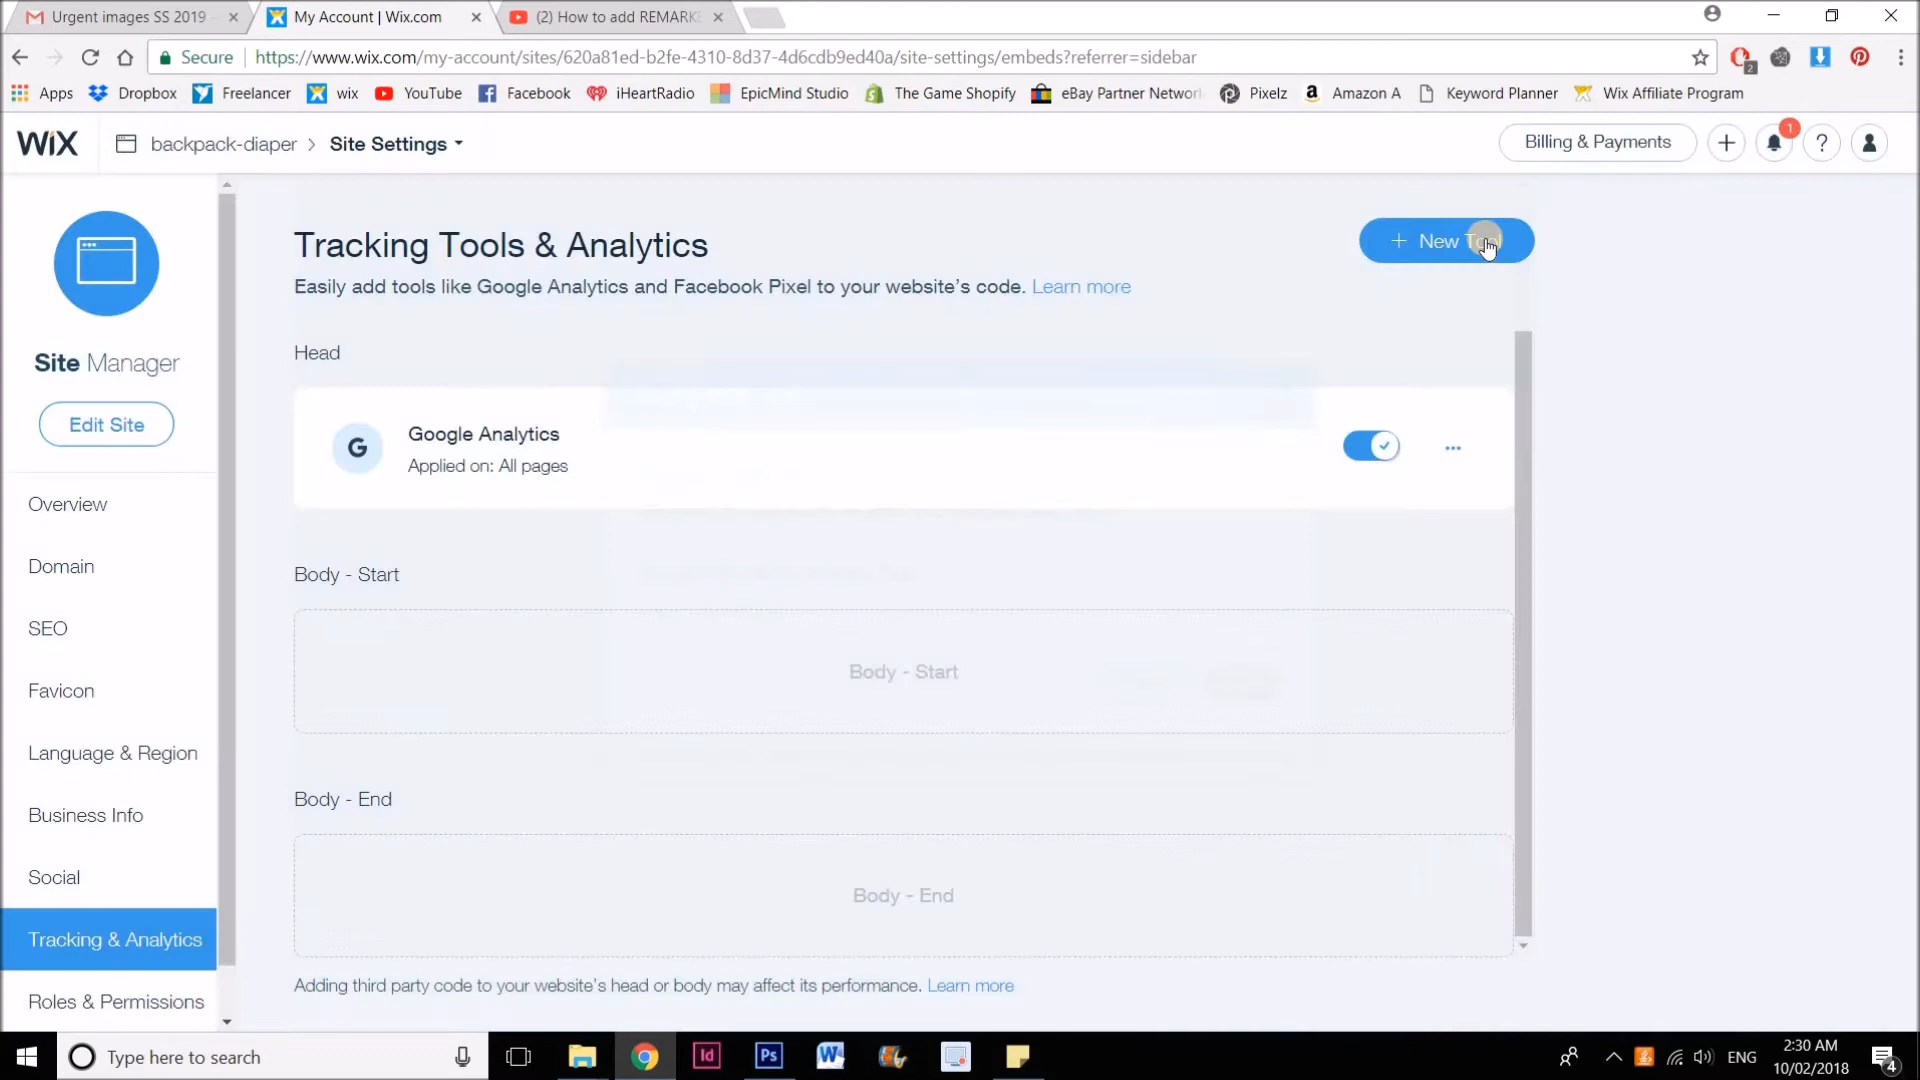 Urgent images SS 2019 -
My Account | Wix.com
(2) How to add REMARK
Secure
https://www.wix.com/my-account/sites/620a81ed-b2fe-4310-8d37-4d6cdb9ed40a/site-settings/embeds?referrer=sidebar
2
Apps
Dropbox
Freelancer
wix
YouTube
Facebook
iHeartRadio
EpicMind Studio
The Game Shopify
eBay Partner Networ
Pixelz
Amazon A
Keyword Planner
Wix Affiliate Program
WiX
backpack-diaper > Site Settings
Billing & Payments
+
1
?
Site Manager
Edit Site
Overview
Domain
SEO
Favicon
Language & Region
Business Info
Social
Tracking & Analytics
Roles & Permissions
Tracking Tools & Analytics
+ New Tool
Easily add tools like Google Analytics and Facebook Pixel to your website's code. Learn more
Head
G
Google Analytics
Applied on: All pages
...
Body - Start
Body - Start
Body - End
Body - End
Adding third party code to your website's head or body may affect its performance. Learn more
Type here to search
Id
Ps
W
ENG
2:30 AM
10/02/2018
4